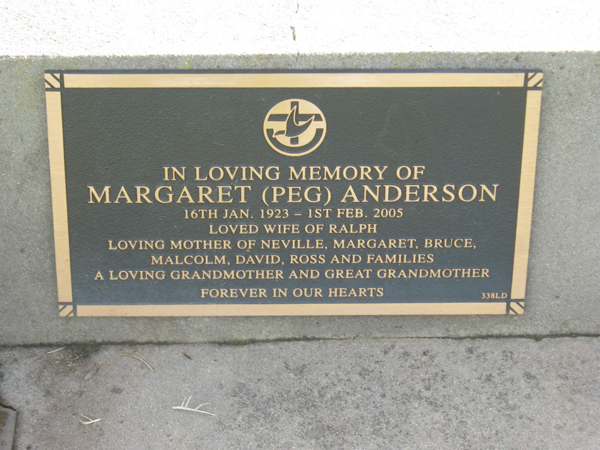 IN LOVING MEMORY OF
MARGARET (PEG) ANDERSON
16TH JAN. 1923 – 1ST FEB. 2005
LOVED WIFE OF RALPH
LOVING MOTHER OF NEVILLE, MARGARET, BRUCE,
MALCOLM, DAVID, ROSS AND FAMILIES
A LOVING GRANDMOTHER AND GREAT GRANDMOTHER
FOREVER IN OUR HEARTS
338LD